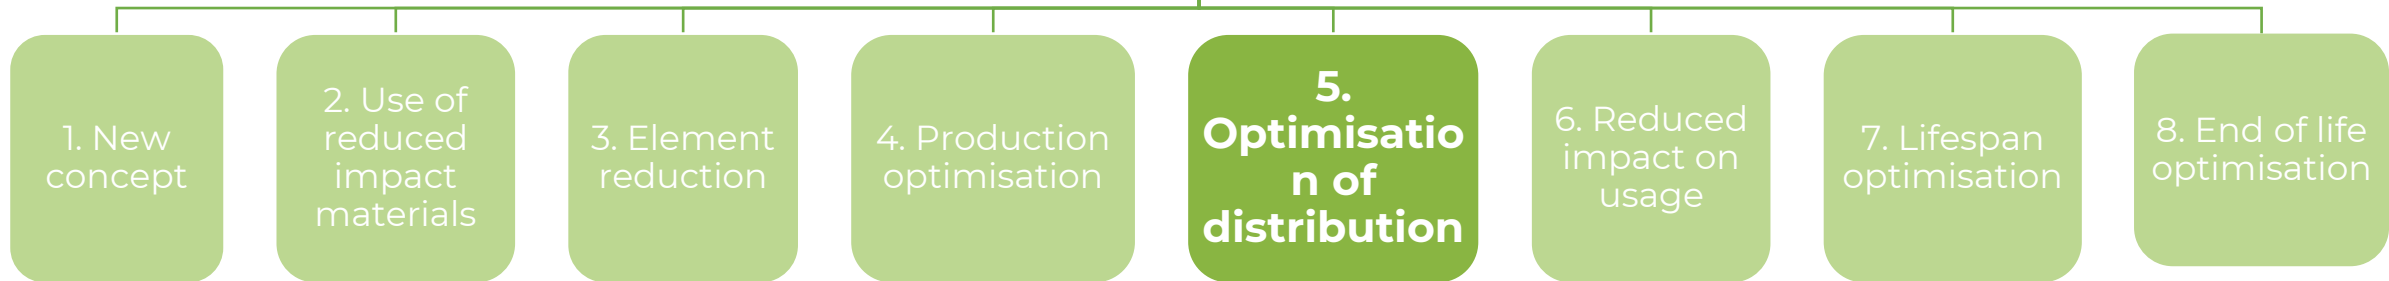 1. New
concept
2. Use of
reduced
impact
materials
3. Element
reduction
4. Production
optimisation
5.
Optimisatio
n of
distribution
6. Reduced
impact on
usage
7. Lifespan
optimisation
8. End of life
optimisation